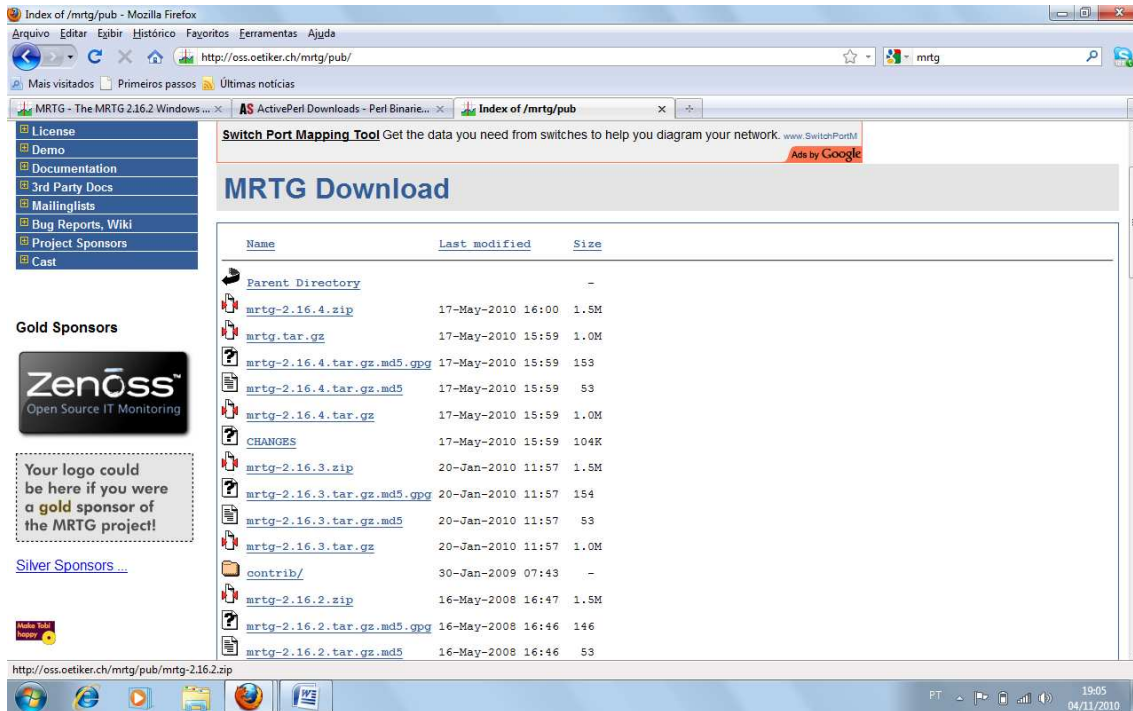 Index of /mrtg/pub - Mozilla Firefox
Arquivo Editar Exibir Histórico Favoritos Ferramentas Ajuda
http://oss.oetiker.ch/mrtg/pub/
mrtg
Mais visitados Primeiros passos Últimas notícias
MRTG - The MRTG 2.16.2 Windows ...
AS ActivePerl Downloads - Perl Binarie...
Index of /mrtg/pub
License
Demo
Documentation
3rd Party Docs
Mailinglists
Bug Reports, Wiki
Project Sponsors
Cast
Gold Sponsors
Zenoss™
Open Source IT Monitoring
Your logo could
be here if you were
a gold sponsor of
the MRTG project!
Silver Sponsors ...
Make Tobi
happy
Switch Port Mapping Tool Get the data you need from switches to help you diagram your network. www.SwitchPortM
Ads by Google
MRTG Download
Name Last modified Size
Parent Directory -
mrtg-2.16.4.zip 17-May-2010 16:00 1.5M
mrtg.tar.gz 17-May-2010 15:59 1.0M
mrtg-2.16.4.tar.gz.md5.gpg 17-May-2010 15:59 153
mrtg-2.16.4.tar.gz.md5 17-May-2010 15:59 53
mrtg-2.16.4.tar.gz 17-May-2010 15:59 1.0M
CHANGES 17-May-2010 15:59 104K
mrtg-2.16.3.zip 20-Jan-2010 11:57 1.5M
mrtg-2.16.3.tar.gz.md5.gpg 20-Jan-2010 11:57 154
mrtg-2.16.3.tar.gz.md5 20-Jan-2010 11:57 53
mrtg-2.16.3.tar.gz 20-Jan-2010 11:57 1.0M
contrib/ 30-Jan-2009 07:43 -
mrtg-2.16.2.zip 16-May-2008 16:47 1.5M
mrtg-2.16.2.tar.gz.md5.gpg 16-May-2008 16:46 146
mrtg-2.16.2.tar.gz.md5 16-May-2008 16:46 53
http://oss.oetiker.ch/mrtg/pub/mrtg-2.16.2.zip
PT
19:05
04/11/2010